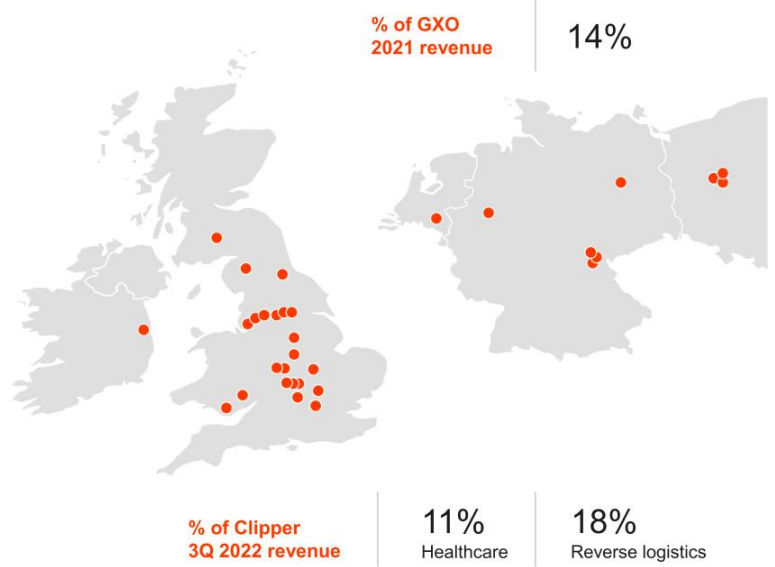 % of GXO
2021 revenue
14%
% of Clipper
3Q 2022 revenue
11%
Healthcare
18%
Reverse logistics